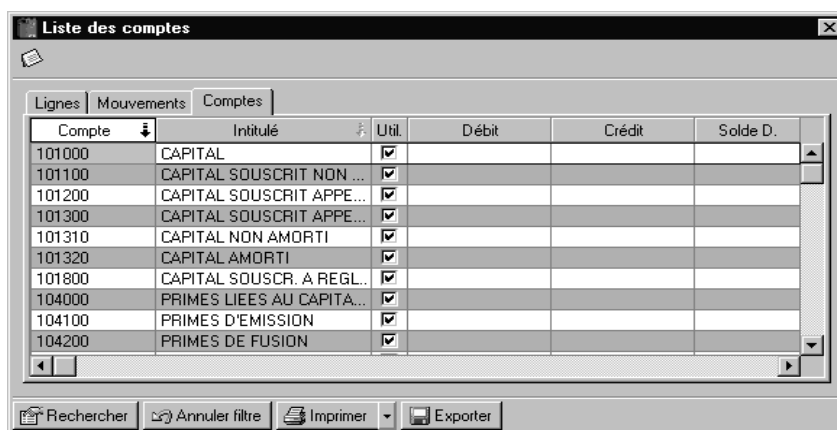 Liste des comptes
Lignes Mouvements Comptes
Compte Intitulé Util. Débit Crédit Solde D.
101000 CAPITAL
101100 CAPITAL SOUSCRIT NON ...
101200 CAPITAL SOUSCRIT APPE...
101300 CAPITAL SOUSCRIT APPE...
101310 CAPITAL NON AMORTI
101320 CAPITAL AMORTI
101800 CAPITAL SOUSCR. A REGL..
104000 PRIMES LIEES AU CAPITA...
104100 PRIMES D'EMISSION
104200 PRIMES DE FUSION
Rechercher Annuler filtre Imprimer Exporter